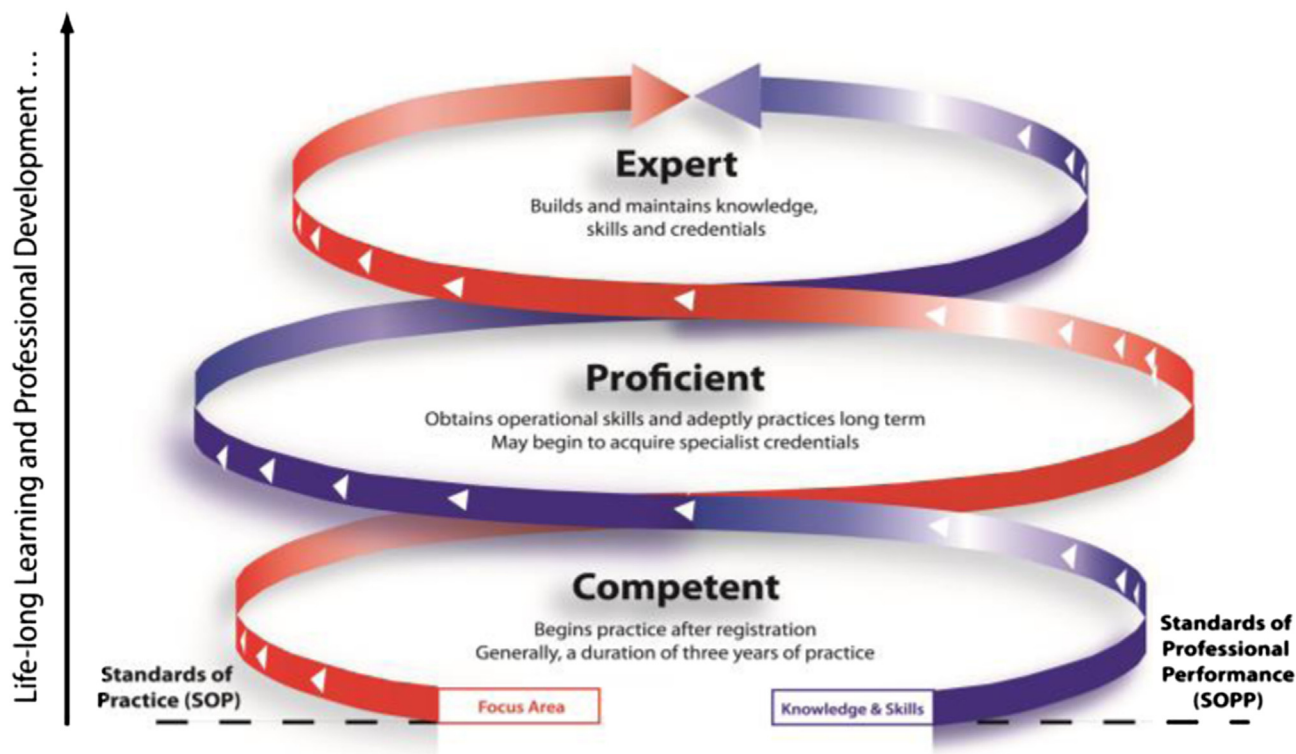 Life-long Learning and Professional Development ...
Expert
Builds and maintains knowledge,
skills and credentials
Proficient
Obtains operational skills and adeptly practices long term
May begin to acquire specialist credentials
Competent
Begins practice after registration
Generally, a duration of three years of practice
Standards of
Practice (SOP)
Focus Area
Knowledge & Skills
Standards of
Professional
Performance
(SOPP)